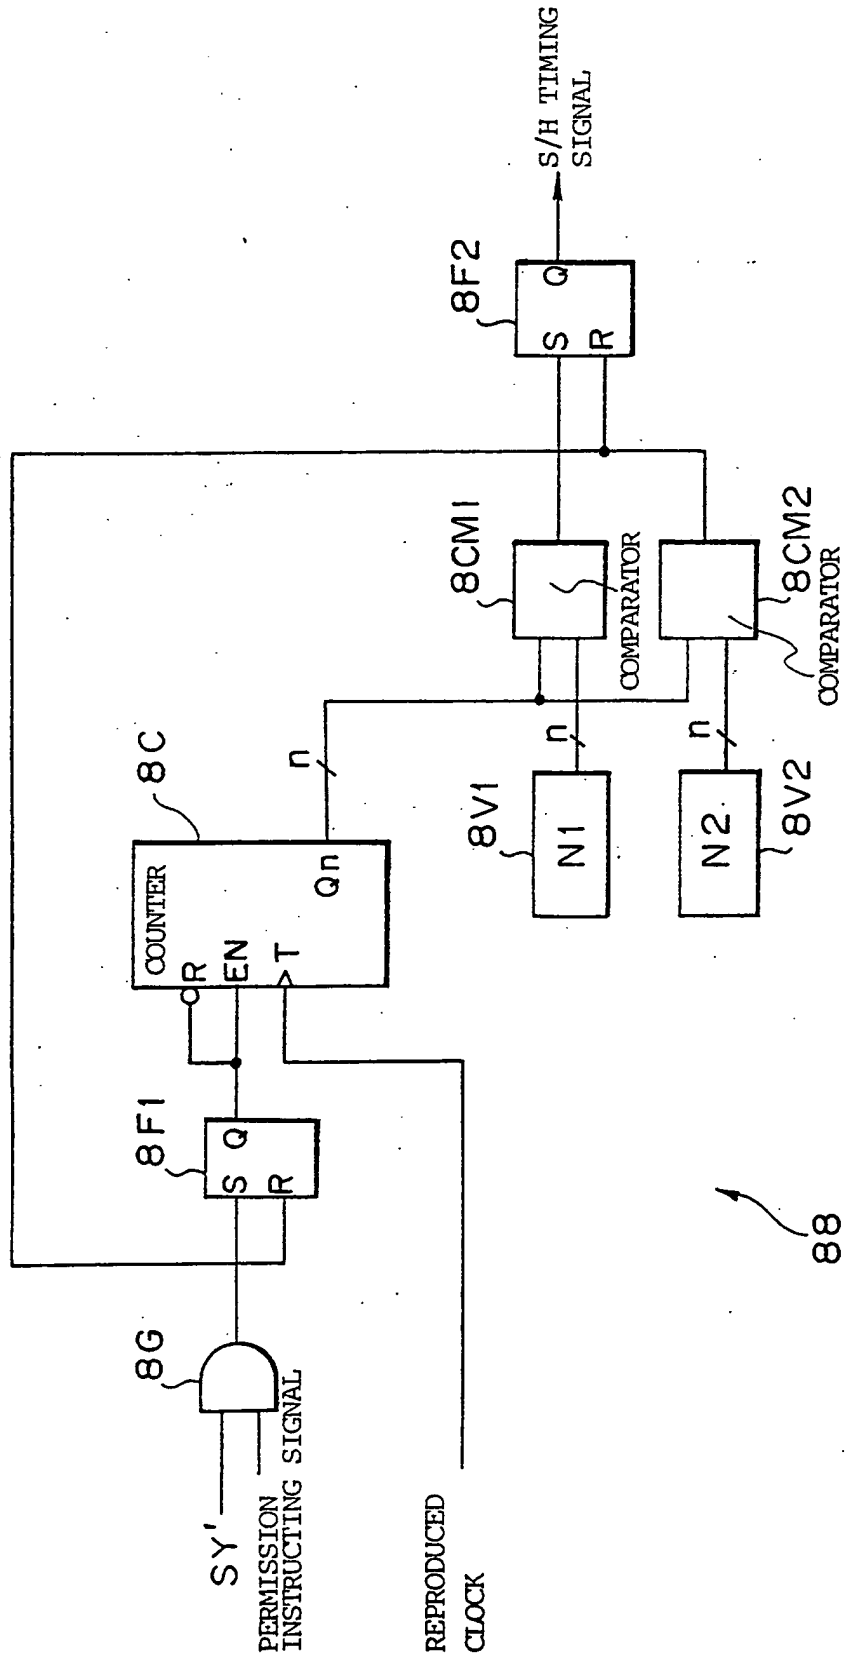 SY'
PERMISSION
INSTRUCTING SIGNAL
REPRODUCED
CLOCK
8G
8F1
S
Q
R
8C
COUNTER
R
EN
T
Qn
n
8V1
N1
n
8V2
N2
n
8CM1
COMPARATOR
8CM2
COMPARATOR
8F2
S
Q
R
S/H TIMING
SIGNAL
88